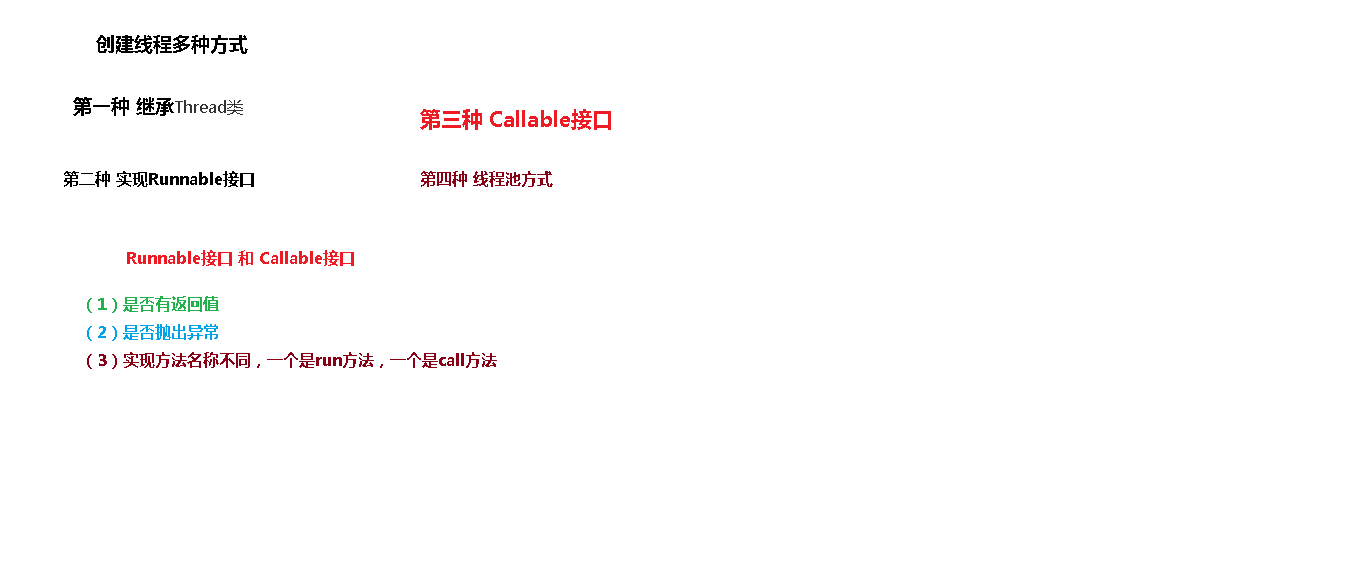 创建线程多种方式
第一种 继承Thread类
第三种 Callable接口
第二种 实现Runnable接口
第四种 线程池方式
Runnable接口 和 Callable接口
（1）是否有返回值
（2）是否抛出异常
（3）实现方法名称不同，一个是run方法，一个是call方法